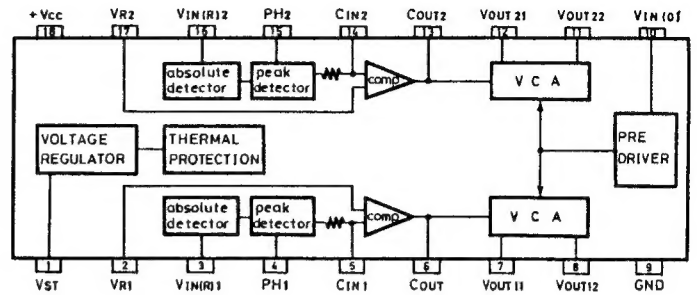 +VCC VR2 VIN(R)2 PH2 CIN2 COUT2 VOUT21 VOUT22 VIN(0)
18 17 16 15 14 13 12 11 10
absolute detector
peak detector
comp
V C A
VOLTAGE REGULATOR
THERMAL PROTECTION
PRE DRIVER
absolute detector
peak detector
comp
V C A
1 2 3 4 5 6 7 8 9
VST VR1 VIN(R)1 PH1 CIN1 COUT VOUT11 VOUT12 GND